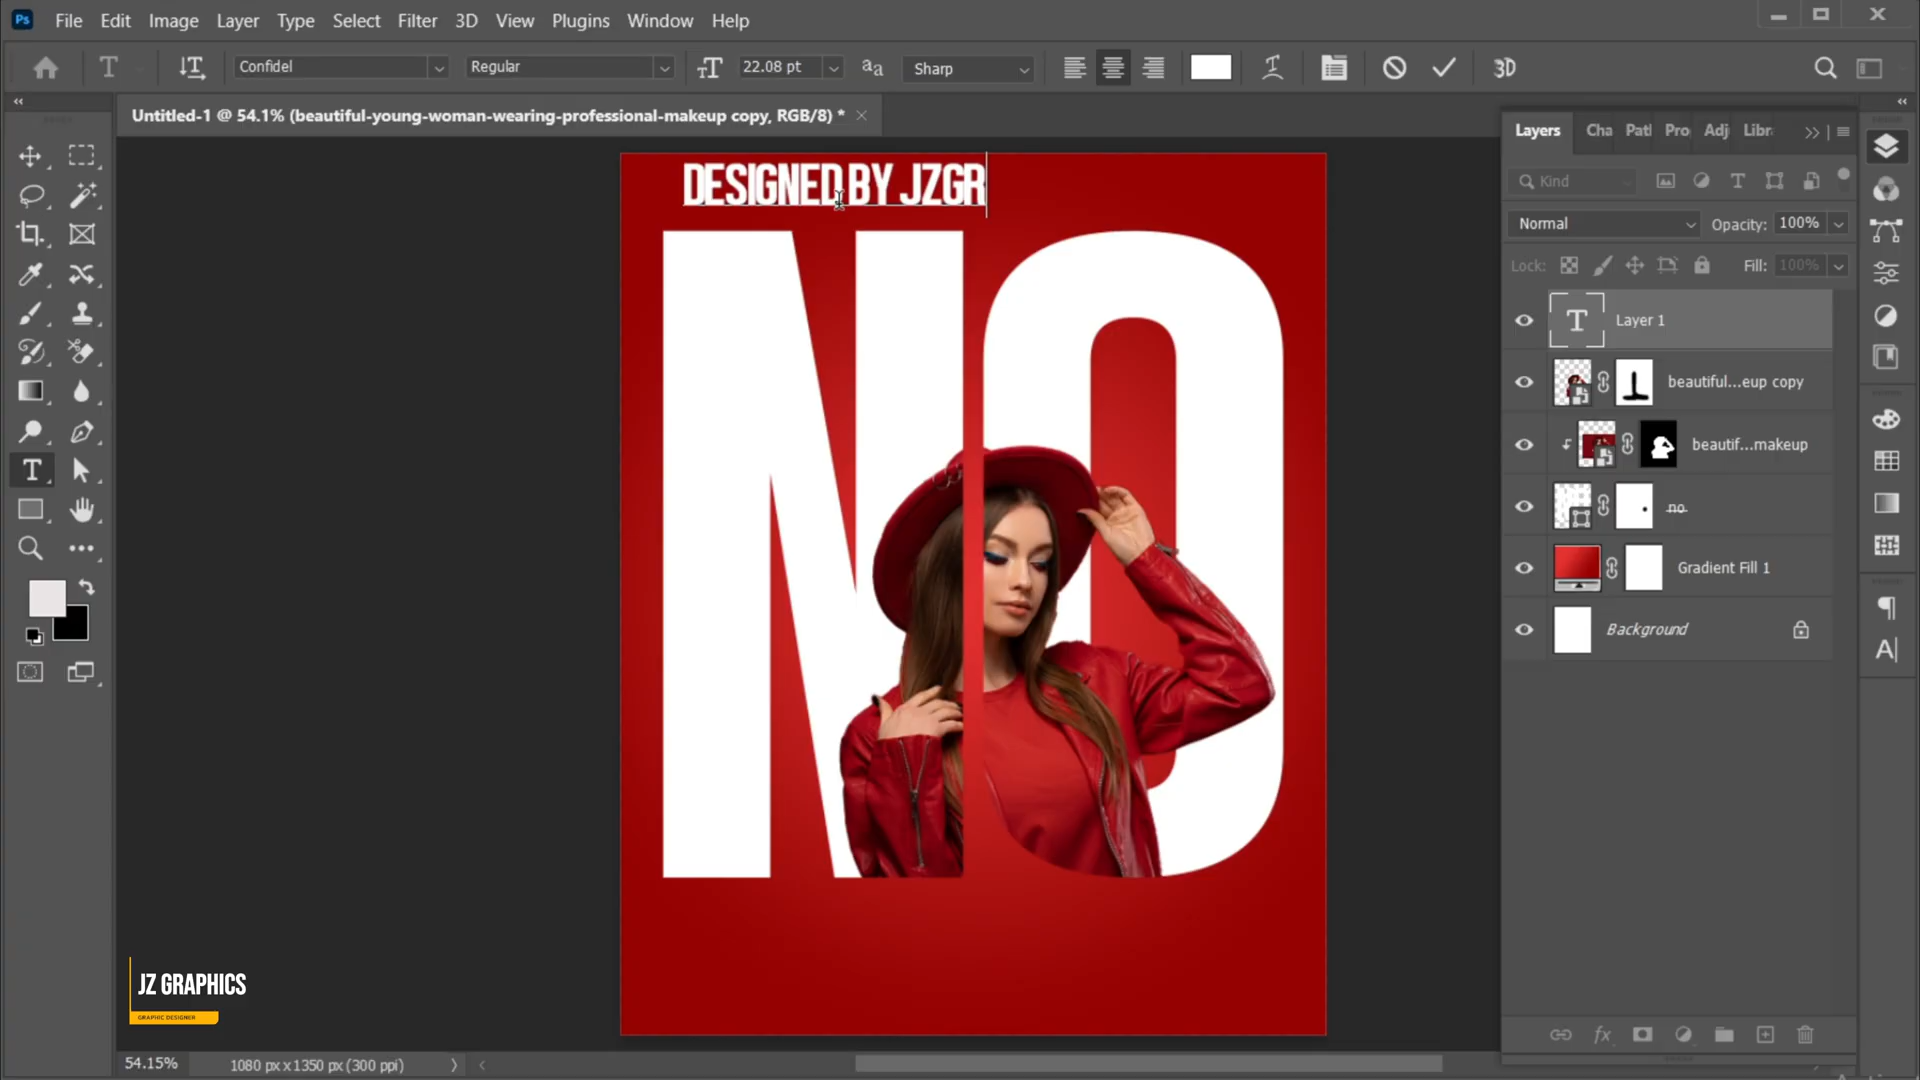 Ps File Edit Image Layer Type Select Filter 3D View Plugins Window Help
T Confidel Regular 22.08 pt aa Sharp 3D
Untitled-1 @ 54.1% (beautiful-young-woman-wearing-professional-makeup copy, RGB/8) *
Layers Cha Patl Pro Adj Libr
Kind
Normal Opacity: 100%
Lock: Fill: 100%
Layer 1
beautiful...eup copy
beautif...makeup
no
Gradient Fill 1
Background
DESIGNED BY JZGR
NO
JZ GRAPHICS
GRAPHIC DESIGNER
54.15% 1080 px x 1350 px (300 ppi)